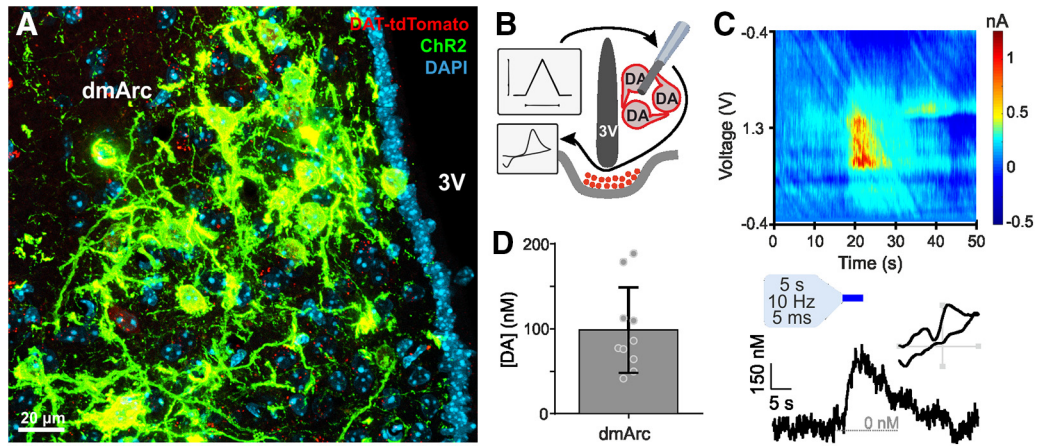 A
DAT-tdTomato
ChR2
DAPI
dmArc
3V
20 µm
B
DA
DA
DA
3V
C
nA
-0.4
1.3
-0.4
Voltage (V)
0 10 20 30 40 50
Time (s)
1
0.5
0
-0.5
5 s
10 Hz
5 ms
150 nM
5 s
0 nM
D
200
150
100
50
0
[DA] (nM)
dmArc